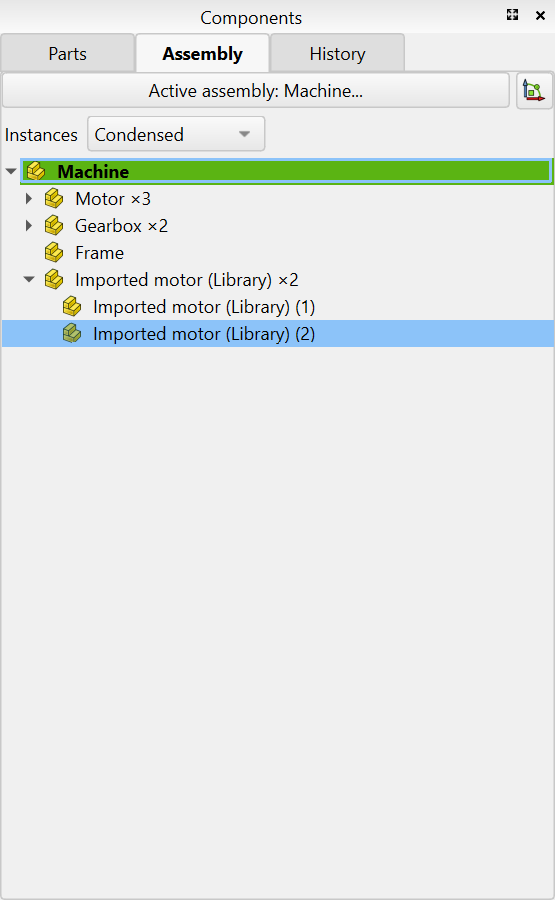 Components
Parts
Assembly
History
Active assembly: Machine...
Instances
Condensed
Machine
Motor ×3
Gearbox ×2
Frame
Imported motor (Library) ×2
Imported motor (Library) (1)
Imported motor (Library) (2)